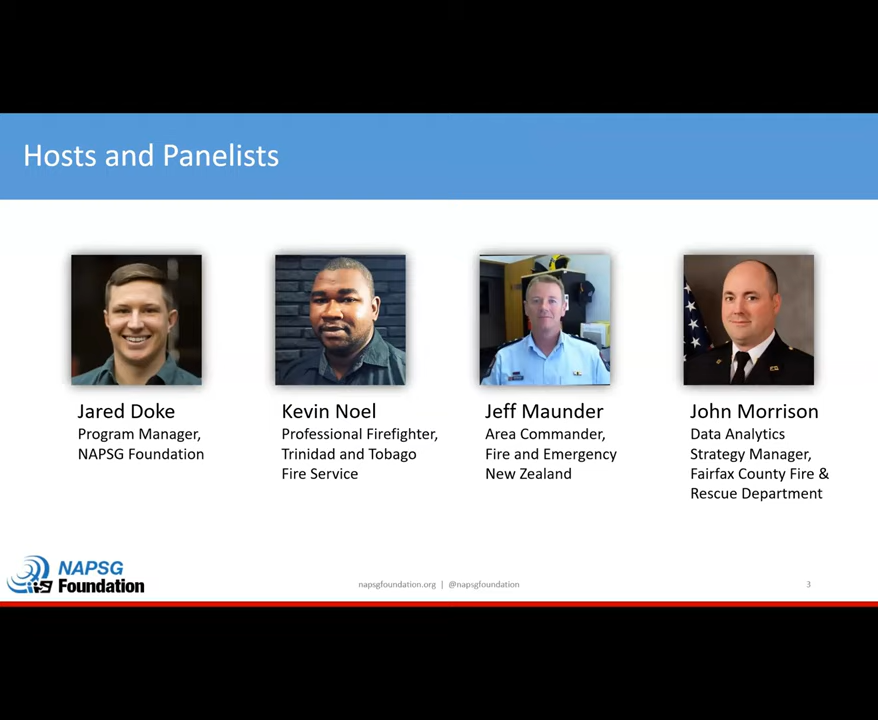 Hosts and Panelists
Jared Doke
Program Manager,
NAPSG Foundation
Kevin Noel
Professional Firefighter,
Trinidad and Tobago
Fire Service
Jeff Maunder
Area Commander,
Fire and Emergency
New Zealand
John Morrison
Data Analytics
Strategy Manager,
Fairfax County Fire &
Rescue Department
NAPSG
Foundation
napsgfoundation.org | @napsgfoundation
3